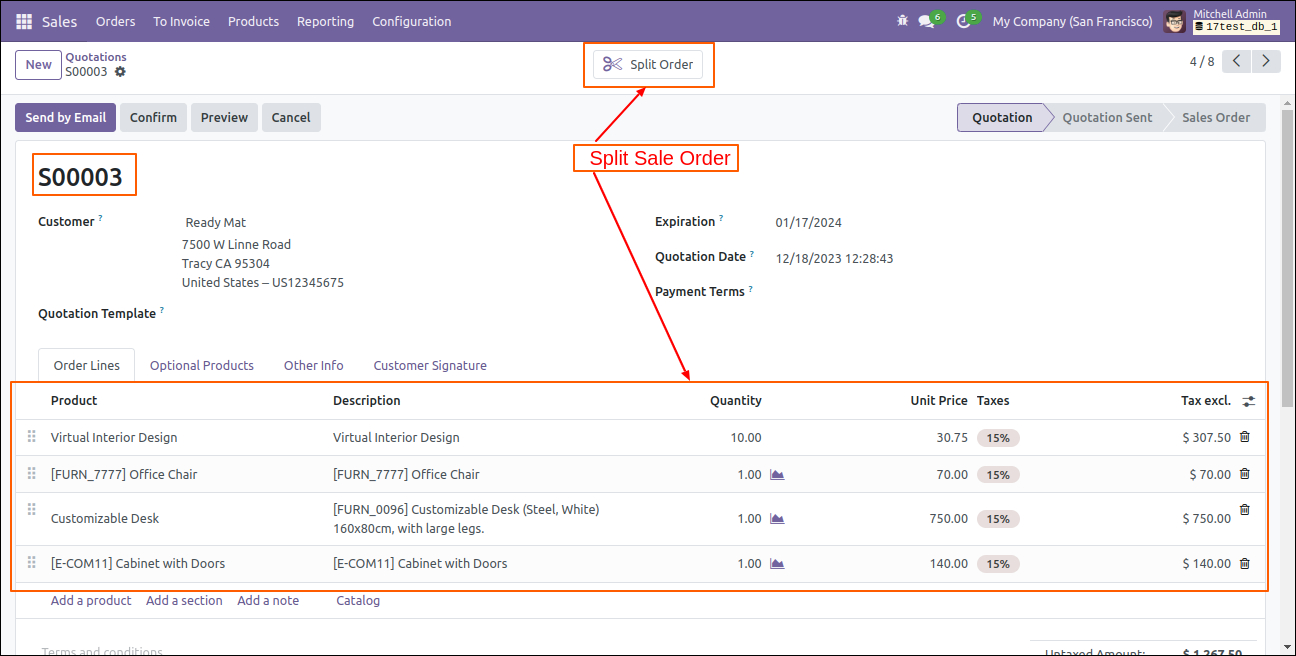 Sales Orders To Invoice Products Reporting Configuration 6 5 My Company (San Francisco) Mitchell Admin
17test_db_1
New Quotations
S00003
Split Order
4 / 8
Send by Email Confirm Preview Cancel Quotation Quotation Sent Sales Order
Split Sale Order
S00003
Customer ? Ready Mat Expiration ? 01/17/2024
7500 W Linne Road
Tracy CA 95304
United States – US12345675
Quotation Date ? 12/18/2023 12:28:43
Payment Terms ?
Quotation Template ?
Order Lines Optional Products Other Info Customer Signature
Product Description Quantity Unit Price Taxes Tax excl.
Virtual Interior Design Virtual Interior Design 10.00 30.75 15% $ 307.50
[FURN_7777] Office Chair [FURN_7777] Office Chair 1.00 70.00 15% $ 70.00
Customizable Desk [FURN_0096] Customizable Desk (Steel, White)
160x80cm, with large legs. 1.00 750.00 15% $ 750.00
[E-COM11] Cabinet with Doors [E-COM11] Cabinet with Doors 1.00 140.00 15% $ 140.00
Add a product Add a section Add a note Catalog
Terms and conditions Untaxed Amount: $ 1,267.50